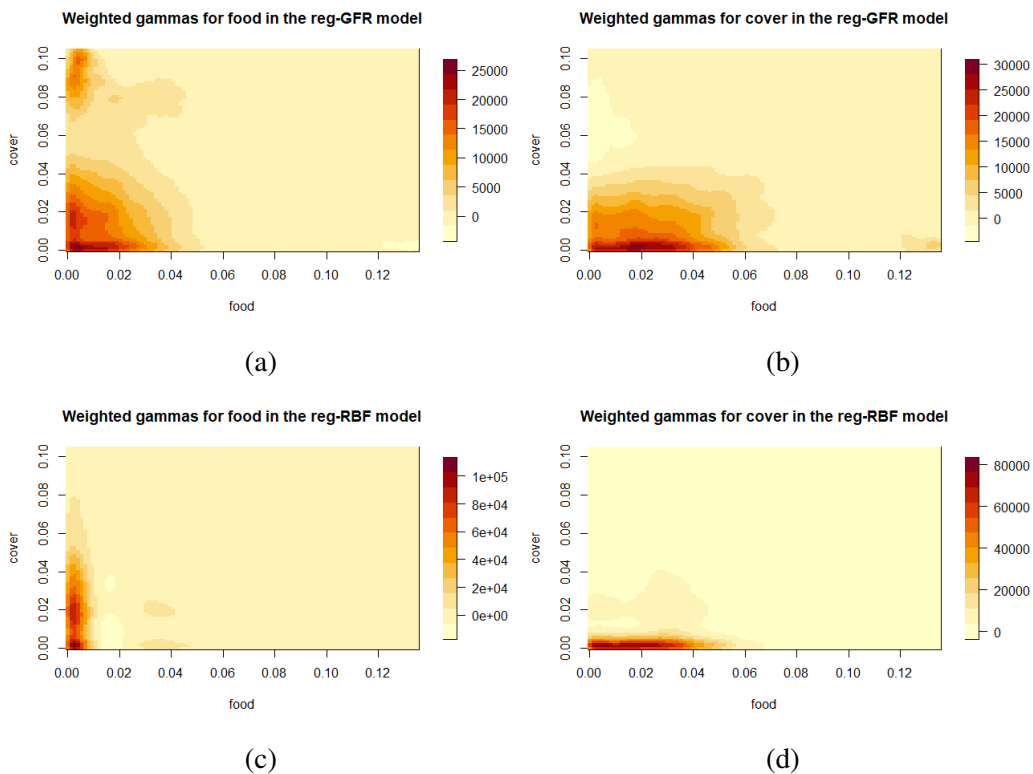 Weighted gammas for food in the reg-GFR model
cover
0.00 0.02 0.04 0.06 0.08 0.10
0.00 0.02 0.04 0.06 0.08 0.10 0.12
food
25000
20000
15000
10000
5000
0
(a)
Weighted gammas for cover in the reg-GFR model
cover
0.00 0.02 0.04 0.06 0.08 0.10
0.00 0.02 0.04 0.06 0.08 0.10 0.12
food
30000
25000
20000
15000
10000
5000
0
(b)
Weighted gammas for food in the reg-RBF model
cover
0.00 0.02 0.04 0.06 0.08 0.10
0.00 0.02 0.04 0.06 0.08 0.10 0.12
food
1e+05
8e+04
6e+04
4e+04
2e+04
0e+00
(c)
Weighted gammas for cover in the reg-RBF model
cover
0.00 0.02 0.04 0.06 0.08 0.10
0.00 0.02 0.04 0.06 0.08 0.10 0.12
food
80000
60000
40000
20000
0
(d)